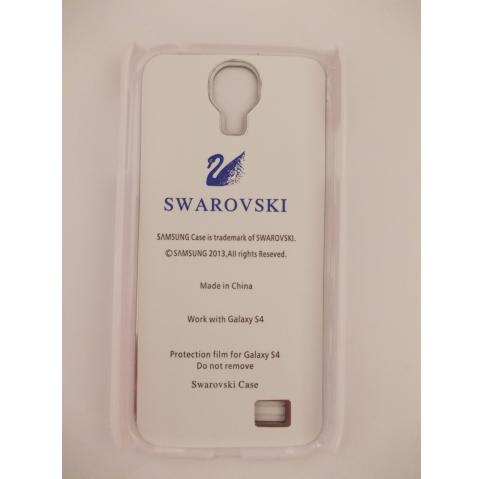 SWAROVSKI
SAMSUNG Case is trademark of SWAROVSKI.
©SAMSUNG 2013,All rights Reseved.
Made in China
Work with Galaxy S4
Protection film for Galaxy S4
Do not remove
Swarovski Case